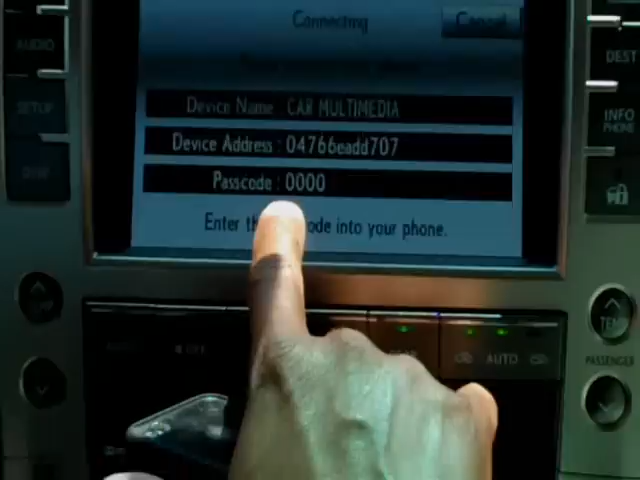 Connecting
Cancel
AUDIO
DEST
SETUP
Device Name CAR MULTIMEDIA
INFO
PHONE
Device Address : 04766eadd707
Passcode : 0000
Enter ode into your phone.
AUTO
PASSENGER